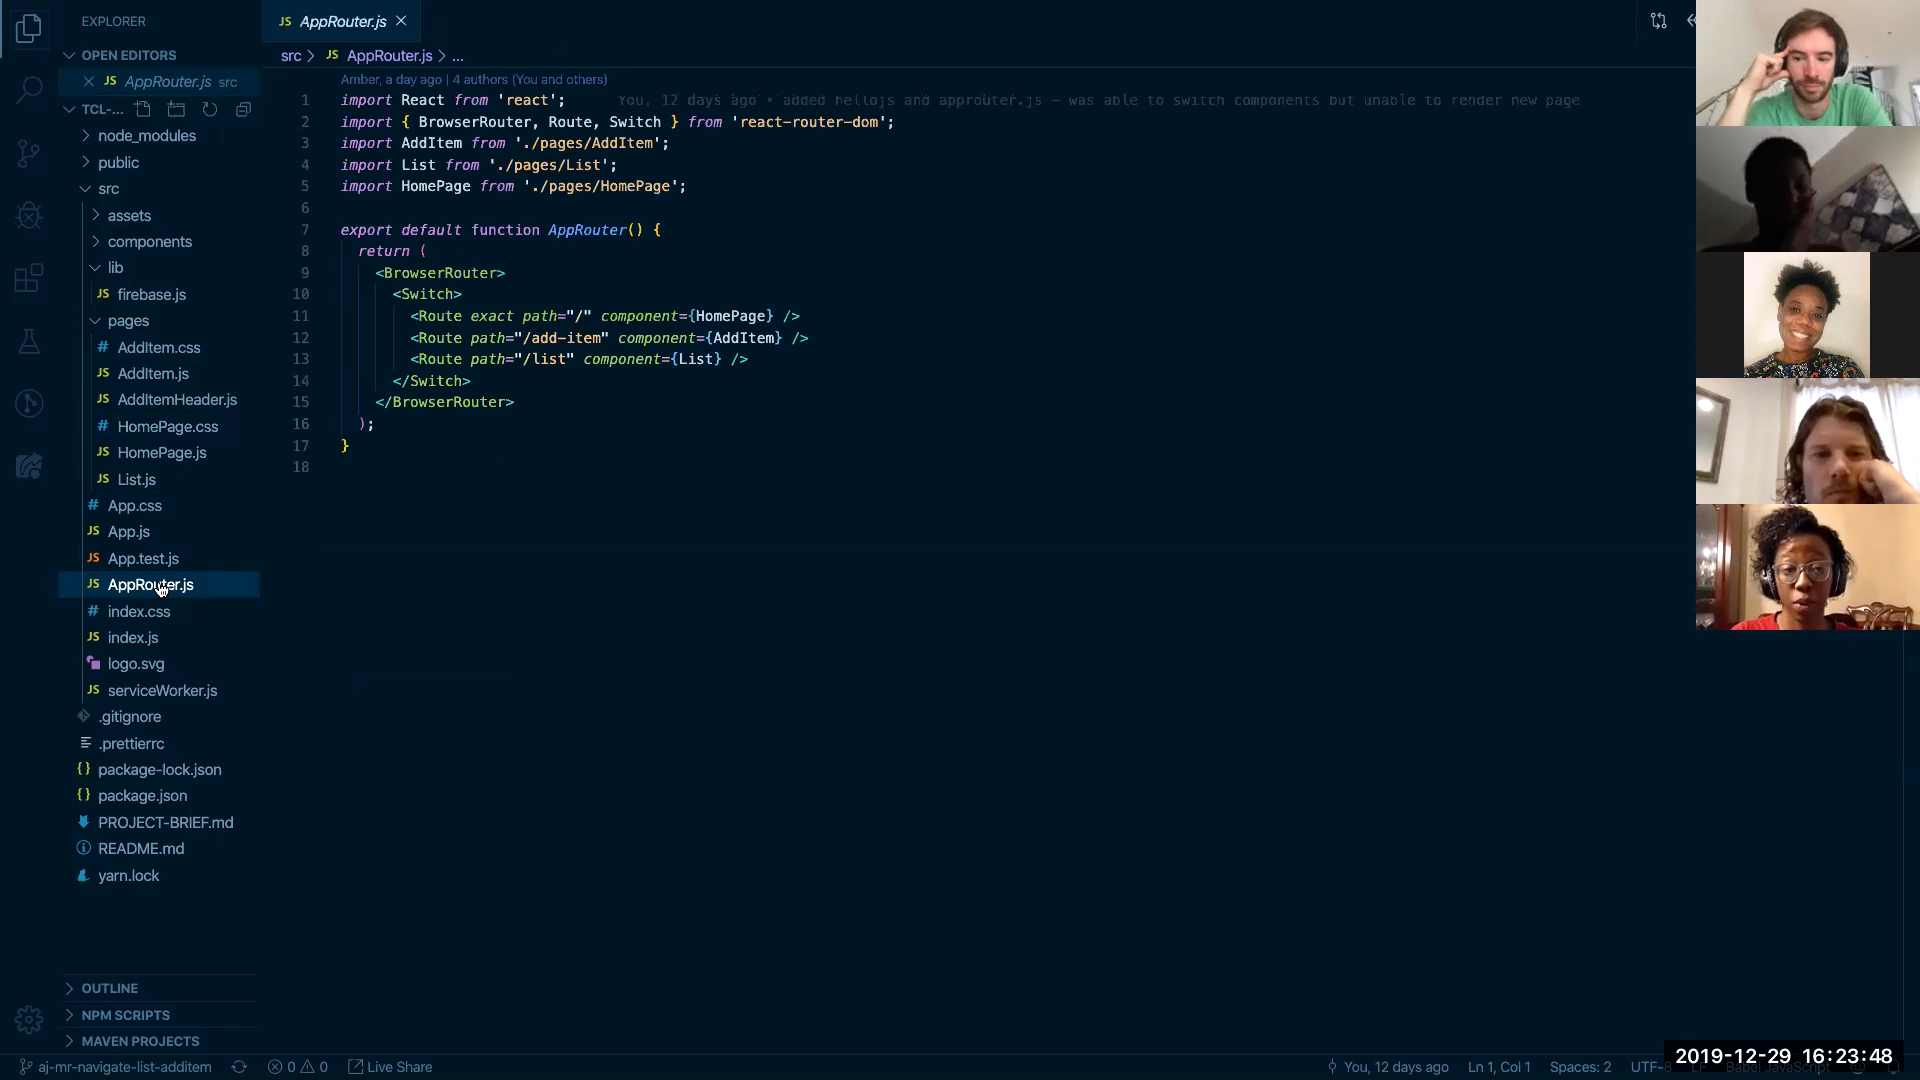 EXPLORER
OPEN EDITORS
JS AppRouter.js src
TCL-...
node_modules
public
src
assets
components
lib
JS firebase.js
pages
# AddItem.css
JS AddItem.js
JS AddItemHeader.js
# HomePage.css
JS HomePage.js
JS List.js
# App.css
JS App.js
JS App.test.js
JS AppRouter.js
# index.css
JS index.js
logo.svg
JS serviceWorker.js
.gitignore
.prettierrc
{ } package-lock.json
{ } package.json
PROJECT-BRIEF.md
README.md
yarn.lock
OUTLINE
NPM SCRIPTS
MAVEN PROJECTS
JS AppRouter.js
src > JS AppRouter.js > ...
Amber, a day ago | 4 authors (You and others)
1 import React from 'react'; You, 12 days ago • added hellojs and approuter.js – was able to switch components but unable to render new page
2 import { BrowserRouter, Route, Switch } from 'react-router-dom';
3 import AddItem from './pages/AddItem';
4 import List from './pages/List';
5 import HomePage from './pages/HomePage';
6
7 export default function AppRouter() {
8 return (
9 <BrowserRouter>
10 <Switch>
11 <Route exact path="/" component={HomePage} />
12 <Route path="/add-item" component={AddItem} />
13 <Route path="/list" component={List} />
14 </Switch>
15 </BrowserRouter>
16 );
17 }
18
aj-mr-navigate-list-additem 0 0 Live Share You, 12 days ago Ln 1, Col 1 Spaces: 2 UTF-8 LF Babel JavaScript
2019-12-29 16:23:48